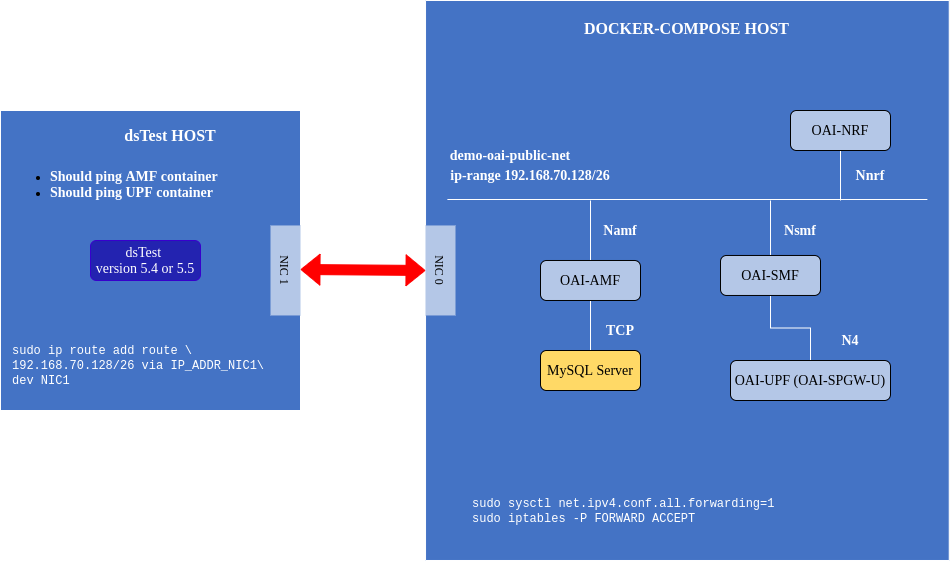 DOCKER-COMPOSE HOST
dsTest HOST
Should ping AMF container
Should ping UPF container
dsTest
version 5.4 or 5.5
NIC 1
sudo ip route add route \
192.168.70.128/26 via IP_ADDR_NIC1\
dev NIC1
NIC 0
demo-oai-public-net
ip-range 192.168.70.128/26
OAI-NRF
Nnrf
Namf
Nsmf
OAI-AMF
OAI-SMF
TCP
N4
MySQL Server
OAI-UPF (OAI-SPGW-U)
sudo sysctl net.ipv4.conf.all.forwarding=1
sudo iptables -P FORWARD ACCEPT